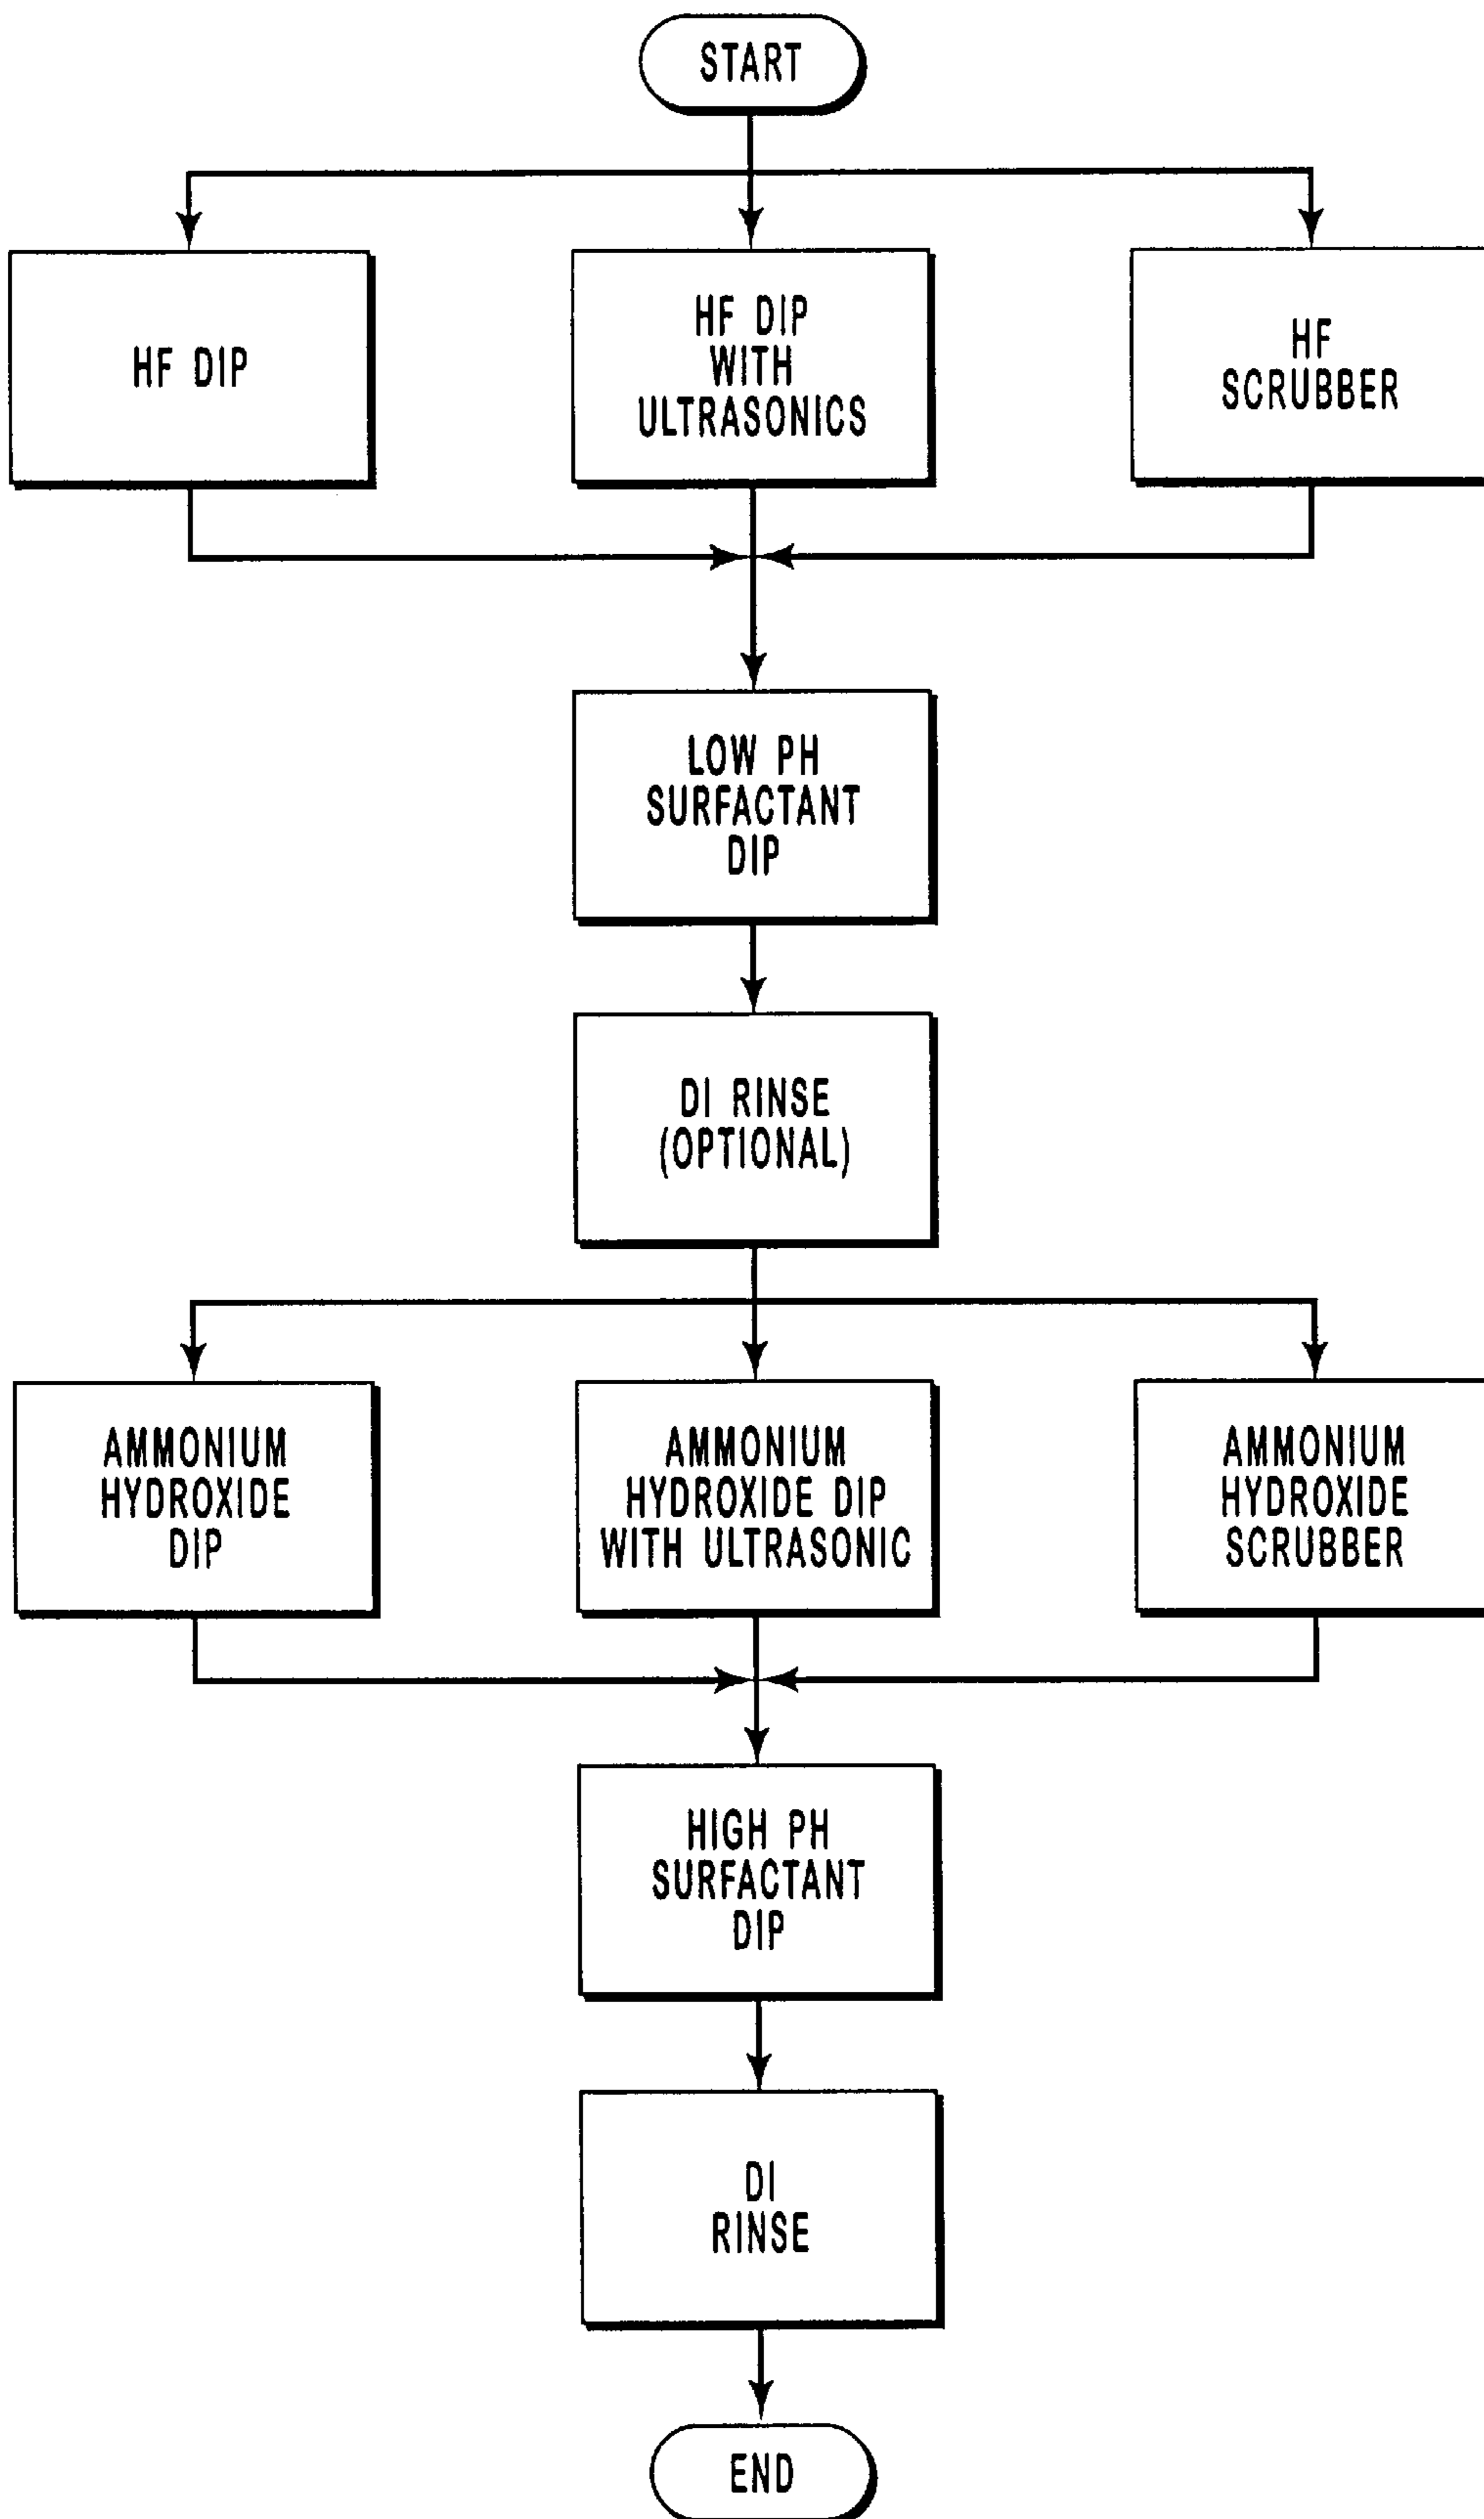 START
HF DIP
HF DIP
WITH
ULTRASONICS
HF
SCRUBBER
LOW PH
SURFACTANT
DIP
DI RINSE
(OPTIONAL)
AMMONIUM
HYDROXIDE
DIP
AMMONIUM
HYDROXIDE DIP
WITH ULTRASONIC
AMMONIUM
HYDROXIDE
SCRUBBER
HIGH PH
SURFACTANT
DIP
DI
RINSE
END